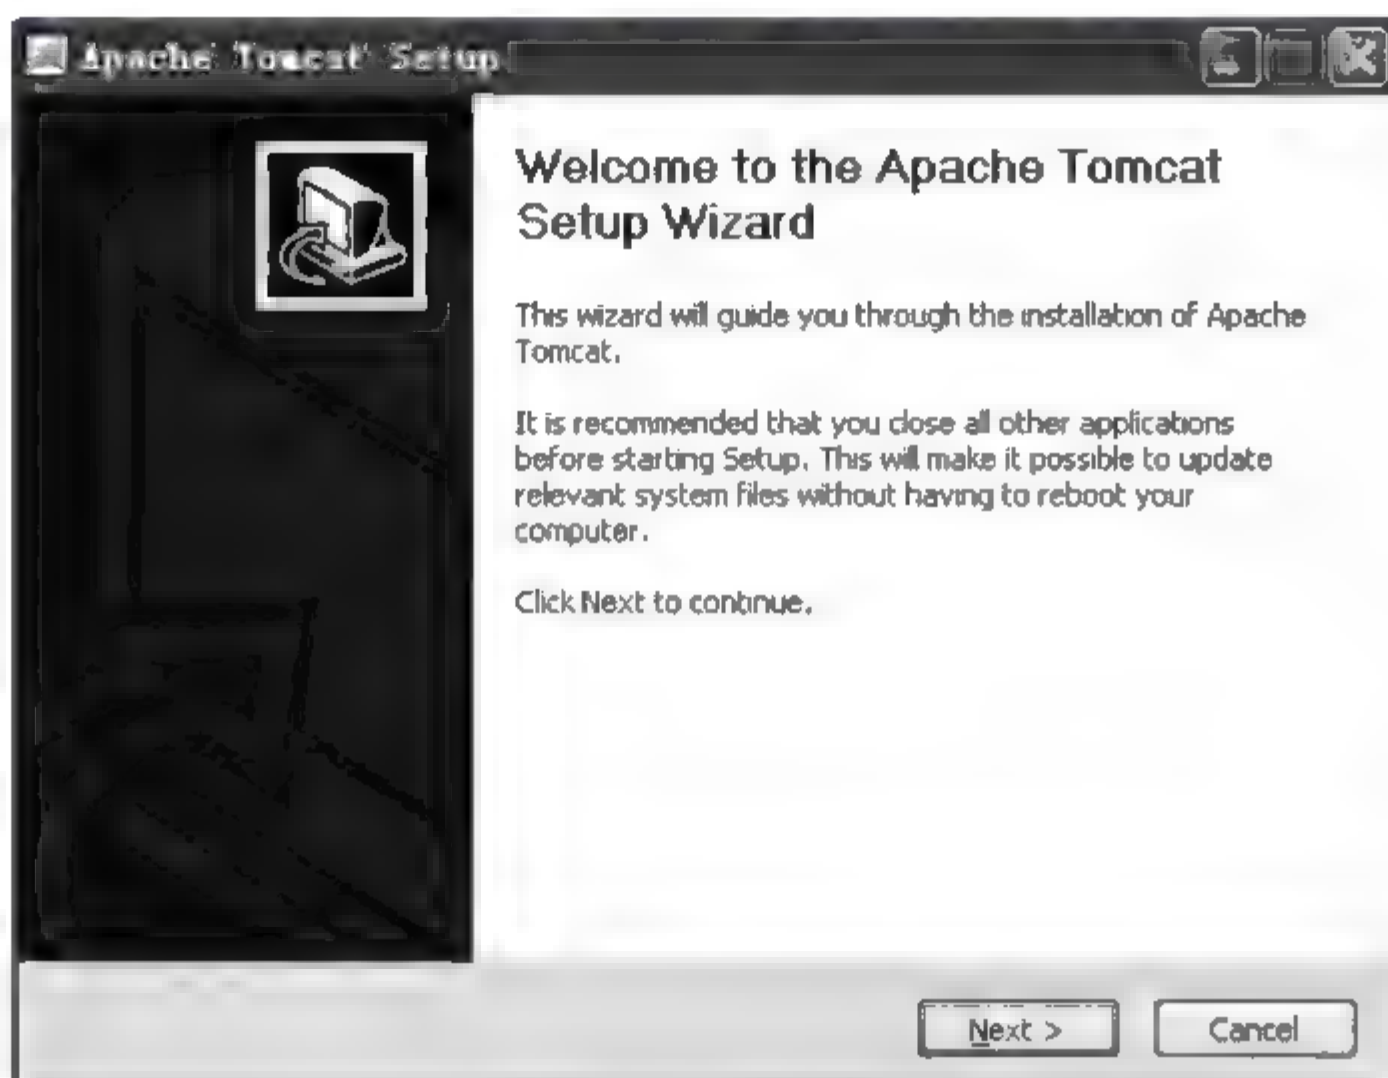 Apache Tomcat Setup
Welcome to the Apache Tomcat
Setup Wizard
This wizard will guide you through the installation of Apache
Tomcat.
It is recommended that you close all other applications
before starting Setup. This will make it possible to update
relevant system files without having to reboot your
computer.
Click Next to continue.
Next >
Cancel